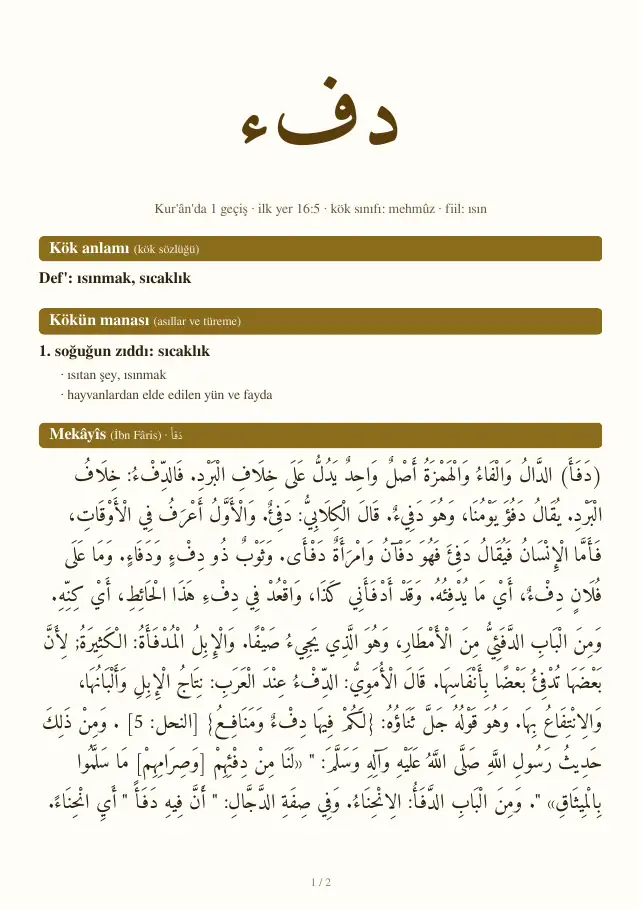 دفء
Kur'ân'da 1 geçiş · ilk yer 16:5 · kök sınıfı: mehmûz · fiil: ısın
Kök anlamı (kök sözlüğü)
Def': ısınmak, sıcaklık
Kökün manası (asıllar ve türeme)
1. soğuğun zıddı: sıcaklık
· ısıtan şey, ısınmak
· hayvanlardan elde edilen yün ve fayda
Mekâyîs (İbn Fâris) · دَفَأَ
(دَفَأَ) الدَّالُ وَالْفَاءُ وَالْهَمْزَةُ أَصْلٌ وَاحِدٌ يَدُلُّ عَلَى خِلَافِ الْبَرْدِ. فَالدِّفْءُ: خِلَافُ
الْبَرْدِ. يُقَالُ دَفُؤَ يَوْمُنَا، وَهُوَ دَفِيءٌ. قَالَ الْكِلَابِيُّ: دَفِئٌ. وَالْأَوَّلُ أَعْرَفُ فِي الْأَوْقَاتِ،
فَأَمَّا الْإِنْسَانُ فَيُقَالُ دَفِئَ فَهُوَ دَفْآنُ وَامْرَأَةٌ دَفْأَى. وَثَوْبٌ ذُو دِفْءٍ وَدَفَاءٍ. وَمَا عَلَى
فُلَانٍ دِفْءٌ، أَيْ مَا يُدْفِئُهُ. وَقَدْ أَدْفَأَنِي كَذَا، وَاقْعُدْ فِي دِفْءِ هَذَا الْحَائِطِ، أَيْ كِنِّهِ.
وَمِنَ الْبَابِ الدَّفَئِيُّ مِنَ الْأَمْطَارِ، وَهُوَ الَّذِي يَجِيءُ صَيْفًا. وَالْإِبِلُ الْمُدْفَأَةُ: الْكَثِيرَةُ; لِأَنَّ
بَعْضَهَا تُدْفِئُ بَعْضًا بِأَنْفَاسِهَا. قَالَ الْأُمَوِيُّ: الدِّفْءُ عِنْدَ الْعَرَبِ: نِتَاجُ الْإِبِلِ وَأَلْبَانُهَا،
وَالِانْتِفَاعُ بِهَا. وَهُوَ قَوْلُهُ جَلَّ ثَنَاؤُهُ: {لَكُمْ فِيهَا دِفْءٌ وَمَنَافِعُ} [النحل: 5] . وَمِنْ ذَلِكَ
حَدِيثُ رَسُولِ اللَّهِ صَلَّى اللَّهُ عَلَيْهِ وَآلِهِ وَسَلَّمَ: " «لَنَا مِنْ دِفْئِهِمْ [وَصِرَامِهِمْ] مَا سَلَّمُوا
بِالْمِيثَاقِ» ". وَمِنَ الْبَابِ الدَّفَأُ: الِانْحِنَاءُ. وَفِي صِفَةِ الدَّجَّالِ: " أَنَّ فِيهِ دَفَأً " أَيِ انْحِنَاءً.
1 / 2